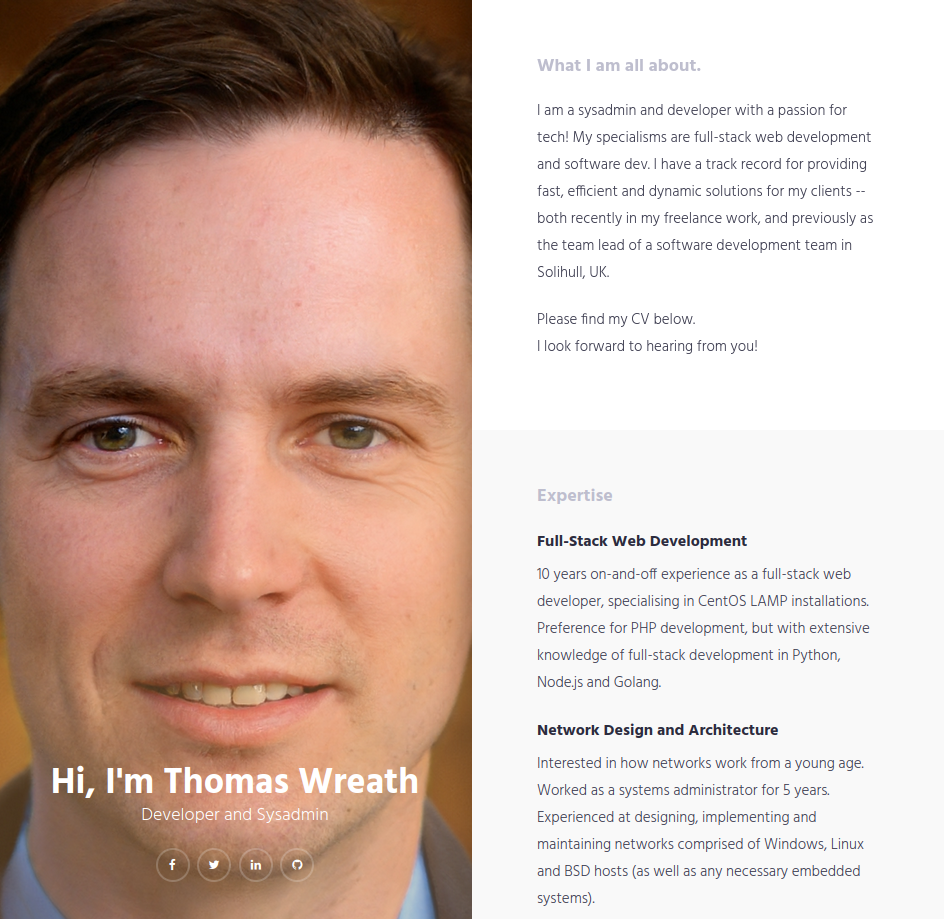 What I am all about.
I am a sysadmin and developer with a passion for
tech! My specialisms are full-stack web development
and software dev. I have a track record for providing
fast, efficient and dynamic solutions for my clients --
both recently in my freelance work, and previously as
the team lead of a software development team in
Solihull, UK.
Please find my CV below.
I look forward to hearing from you!
Expertise
Full-Stack Web Development
10 years on-and-off experience as a full-stack web
developer, specialising in CentOS LAMP installations.
Preference for PHP development, but with extensive
knowledge of full-stack development in Python,
Node.js and Golang.
Network Design and Architecture
Interested in how networks work from a young age.
Worked as a systems administrator for 5 years.
Experienced at designing, implementing and
maintaining networks comprised of Windows, Linux
and BSD hosts (as well as any necessary embedded
systems).
Hi, I'm Thomas Wreath
Developer and Sysadmin